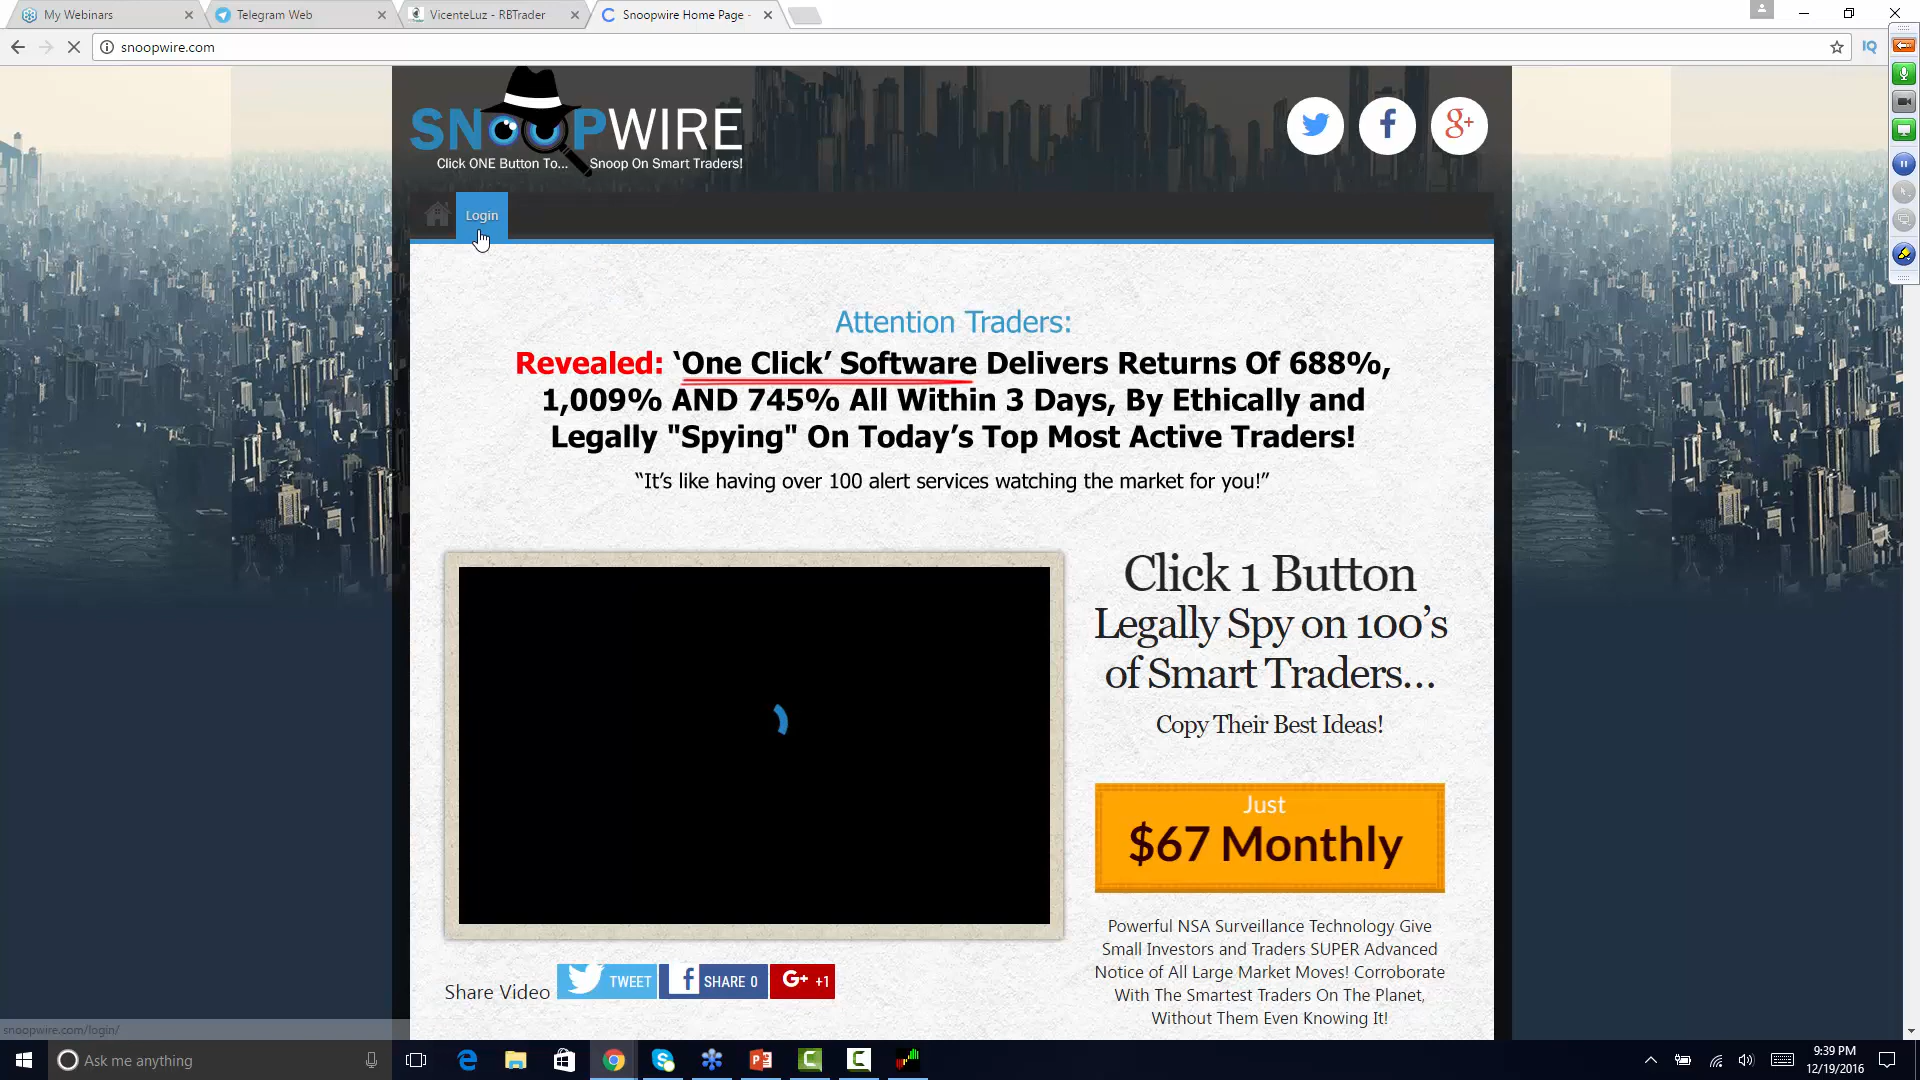 My Webinars
Telegram Web
VicenteLuz - RBTrader
Snoopwire Home Page -
snoopwire.com
IQ
SNOOPWIRE
Click ONE Button To... Snoop On Smart Traders!
Login
Attention Traders:
Revealed: ‘One Click’ Software Delivers Returns Of 688%,
1,009% AND 745% All Within 3 Days, By Ethically and
Legally "Spying" On Today’s Top Most Active Traders!
“It’s like having over 100 alert services watching the market for you!”
Click 1 Button
Legally Spy on 100’s
of Smart Traders…
Copy Their Best Ideas!
Just
$67 Monthly
Powerful NSA Surveillance Technology Give
Small Investors and Traders SUPER Advanced
Notice of All Large Market Moves! Corroborate
With The Smartest Traders On The Planet,
Without Them Even Knowing It!
Share Video
TWEET
SHARE 0
G+ +1
snoopwire.com/login/
Ask me anything
9:39 PM
12/19/2016